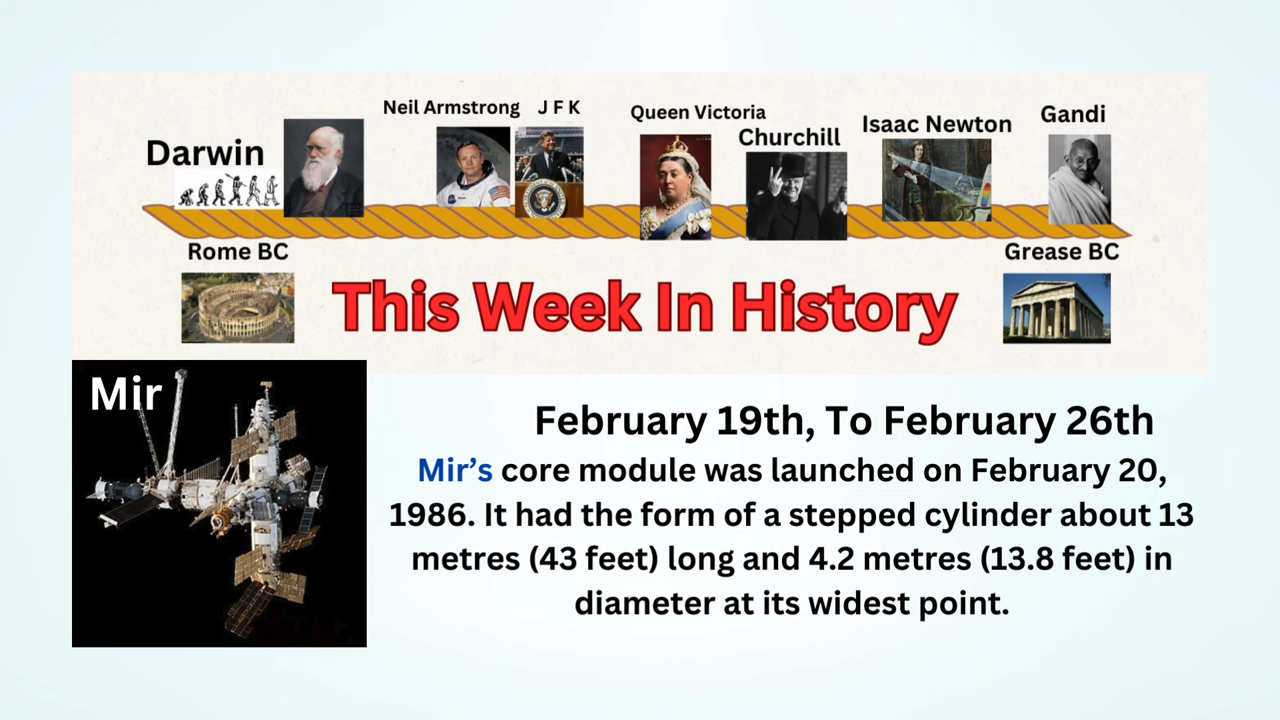 Neil Armstrong
J F K
Queen Victoria
Churchill
Isaac Newton
Gandi
Darwin
Rome BC
Grease BC
This Week In History
Mir
February 19th, To February 26th
Mir's core module was launched on February 20,
1986. It had the form of a stepped cylinder about 13
metres (43 feet) long and 4.2 metres (13.8 feet) in
diameter at its widest point.